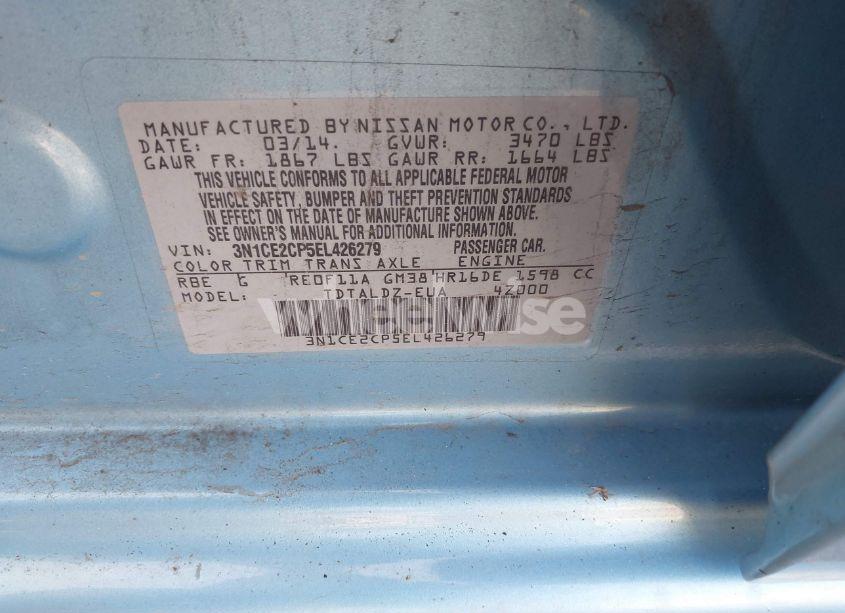 MANUFACTURED BY NISSAN MOTOR CO., LTD.
DATE: 03/14. GVWR: 3470 LBS
GAWR FR: 1867 LBS GAWR RR: 1664 LBS
THIS VEHICLE CONFORMS TO ALL APPLICABLE FEDERAL MOTOR
VEHICLE SAFETY, BUMPER AND THEFT PREVENTION STANDARDS
IN EFFECT ON THE DATE OF MANUFACTURE SHOWN ABOVE.
SEE OWNER'S MANUAL FOR ADDITIONAL INFORMATION.
VIN: 3N1CE2CP5EL426279 PASSENGER CAR.
COLOR TRIM TRANS AXLE ENGINE
RBE G RE0F11A GM38 HR16DE 1598 CC
MODEL: TDTALDZ-EUA 4Z000
WheelWise
3N1CE2CP5EL426279